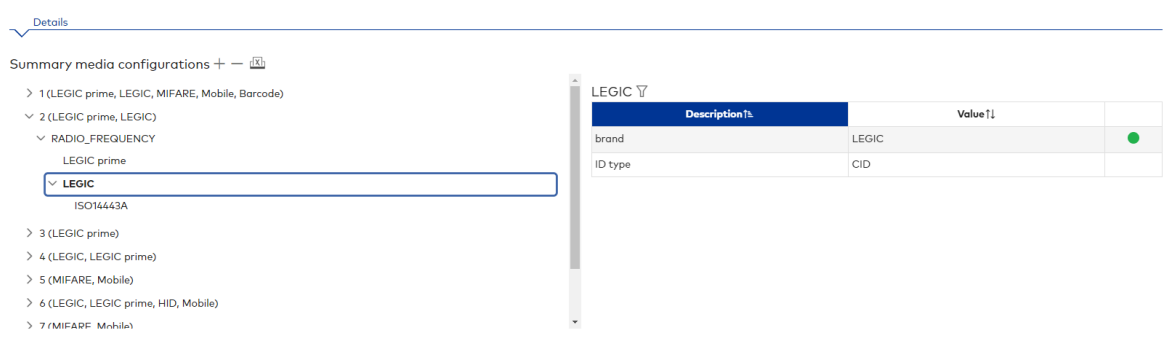 Details
Summary media configurations
1 (LEGIC prime, LEGIC, MIFARE, Mobile, Barcode)
2 (LEGIC prime, LEGIC)
RADIO_FREQUENCY
LEGIC prime
LEGIC
ISO14443A
3 (LEGIC prime)
4 (LEGIC, LEGIC prime)
5 (MIFARE, Mobile)
6 (LEGIC, LEGIC prime, HID, Mobile)
7 (MIFARE, Mobile)
LEGIC
Description Value
brand LEGIC
ID type CID